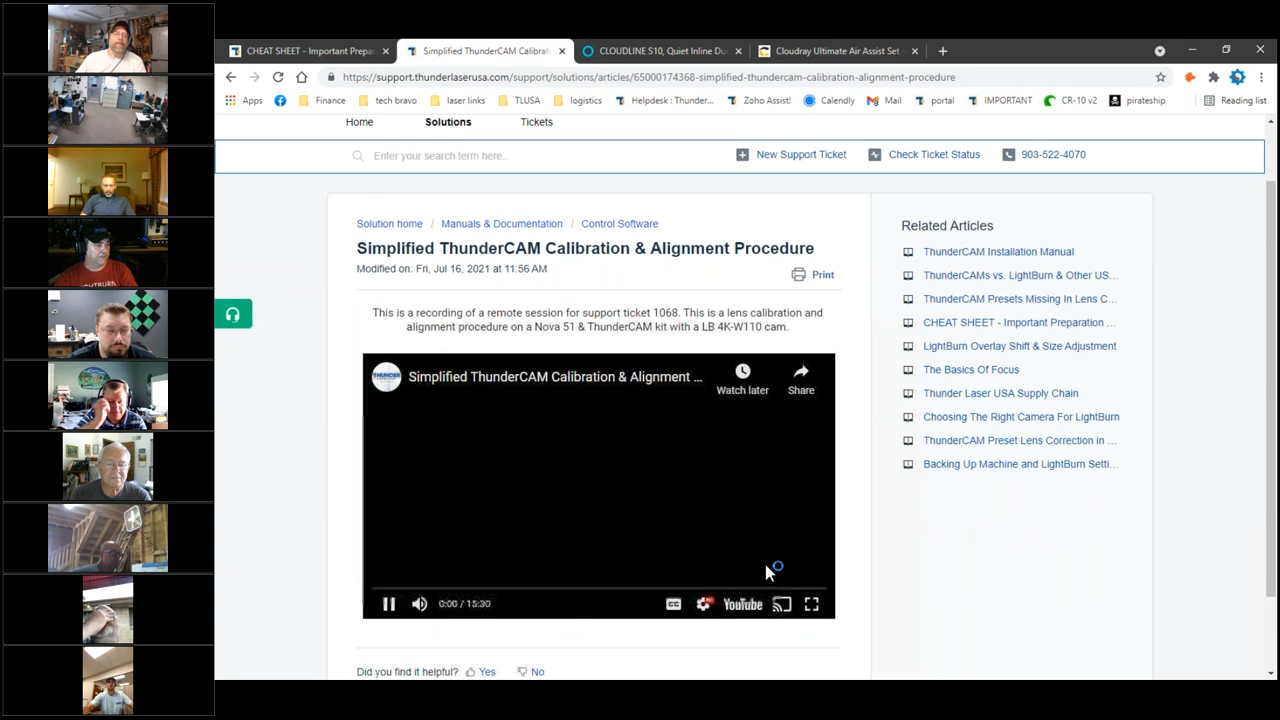 CHEAT SHEET - Important Prepar
Simplified ThunderCAM Calibrat
CLOUDLINE S10, Quiet Inline Du
Cloudray Ultimate Air Assist Set
https://support.thunderlaserusa.com/support/solutions/articles/65000174368-simplified-thundercam-calibration-alignment-procedure
Apps Finance tech bravo laser links TLUSA logistics Helpdesk : Thunder... Zoho Assist! Calendly Mail portal IMPORTANT CR-10 v2 pirateship Reading list
Home Solutions Tickets
Enter your search term here...
New Support Ticket Check Ticket Status 903-522-4070
Solution home / Manuals & Documentation / Control Software
Simplified ThunderCAM Calibration & Alignment Procedure
Modified on: Fri, Jul 16, 2021 at 11:56 AM
Print
This is a recording of a remote session for support ticket 1068. This is a lens calibration and
alignment procedure on a Nova 51 & ThunderCAM kit with a LB 4K-W110 cam.
THUNDER
Simplified ThunderCAM Calibration & Alignment ...
Watch later
Share
0:00 / 15:30
CC
YouTube
Did you find it helpful? Yes No
Related Articles
ThunderCAM Installation Manual
ThunderCAMs vs. LightBurn & Other US...
ThunderCAM Presets Missing In Lens C...
CHEAT SHEET - Important Preparation ...
LightBurn Overlay Shift & Size Adjustment
The Basics Of Focus
Thunder Laser USA Supply Chain
Choosing The Right Camera For LightBurn
ThunderCAM Preset Lens Correction in ...
Backing Up Machine and LightBurn Setti...
LIGHTBURN